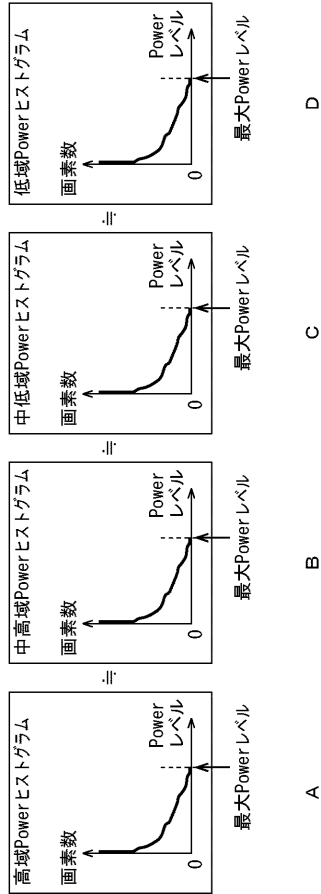 高域Powerヒストグラム
画素数
Power
レベル
0
最大Powerレベル
A
≒
中高域Powerヒストグラム
画素数
Power
レベル
0
最大Powerレベル
B
≒
中低域Powerヒストグラム
画素数
Power
レベル
0
最大Powerレベル
C
≒
低域Powerヒストグラム
画素数
Power
レベル
0
最大Powerレベル
D